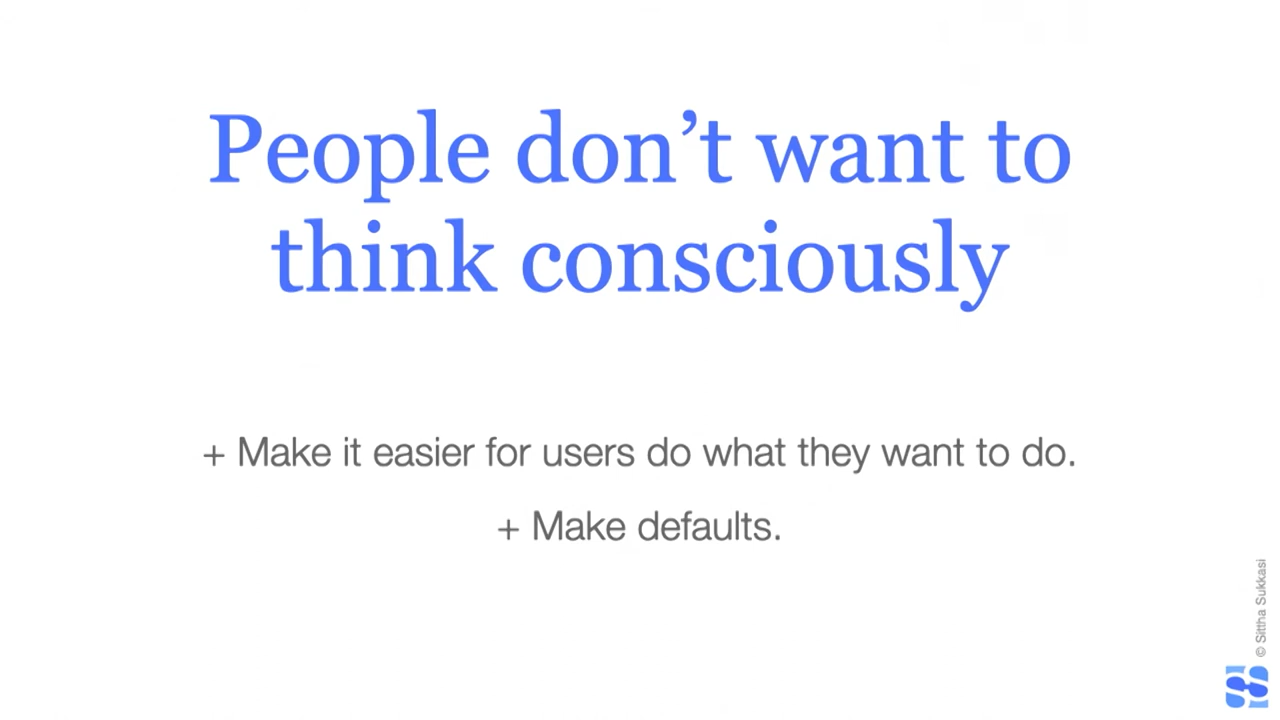 People don’t want to
think consciously
+ Make it easier for users do what they want to do.
+ Make defaults.
© Sittha Sukkasi